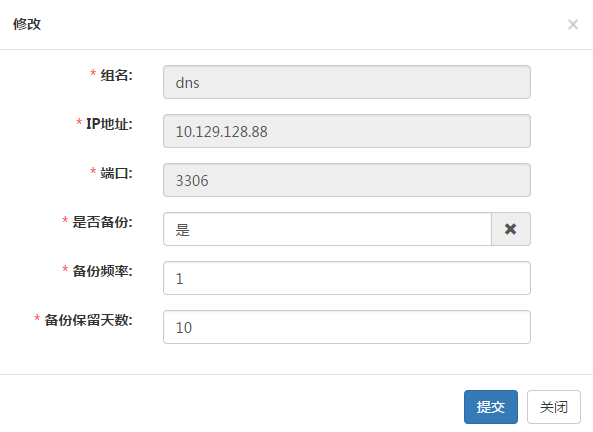 修改 ×
* 组名: dns
* IP地址: 10.129.128.88
* 端口: 3306
* 是否备份: 是
* 备份频率: 1
* 备份保留天数: 10
提交 关闭